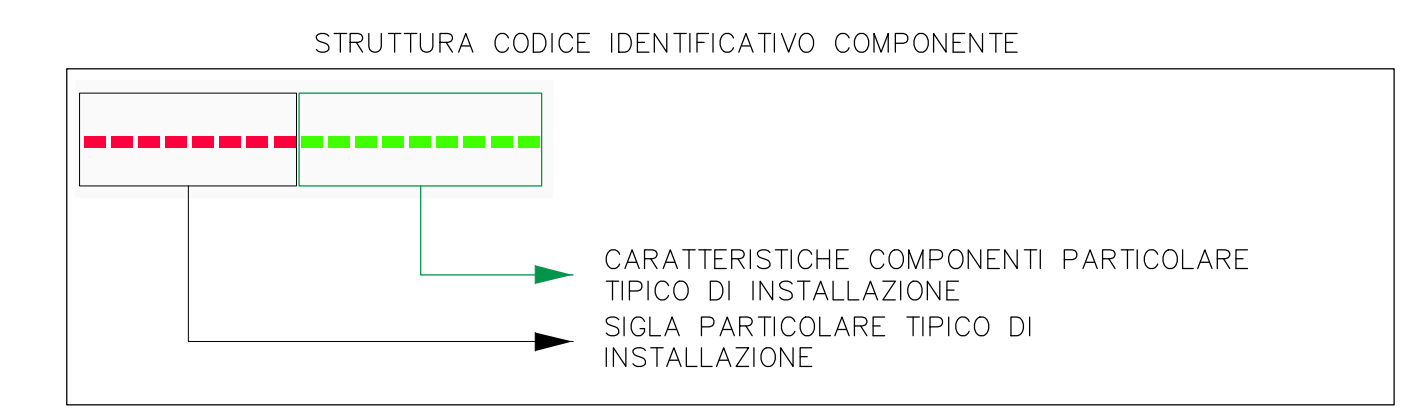 STRUTTURA CODICE IDENTIFICATIVO COMPONENTE
CARATTERISTICHE COMPONENTI PARTICOLARE
TIPICO DI INSTALLAZIONE
SIGLA PARTICOLARE TIPICO DI
INSTALLAZIONE